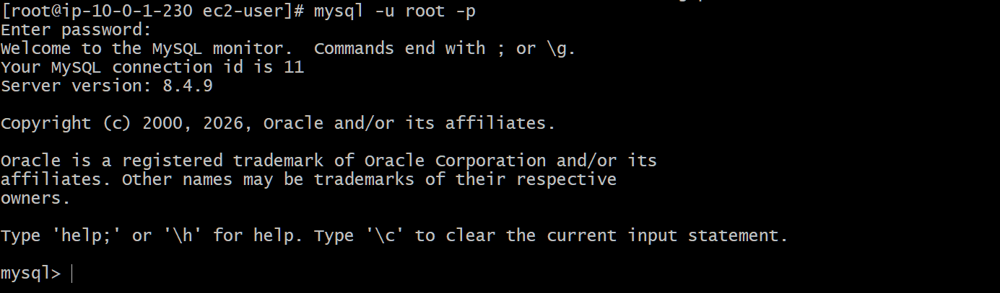 [root@ip-10-0-1-230 ec2-user]# mysql -u root -p
Enter password:
Welcome to the MySQL monitor.  Commands end with ; or \g.
Your MySQL connection id is 11
Server version: 8.4.9

Copyright (c) 2000, 2026, Oracle and/or its affiliates.

Oracle is a registered trademark of Oracle Corporation and/or its
affiliates. Other names may be trademarks of their respective
owners.

Type 'help;' or '\h' for help. Type '\c' to clear the current input statement.

mysql>